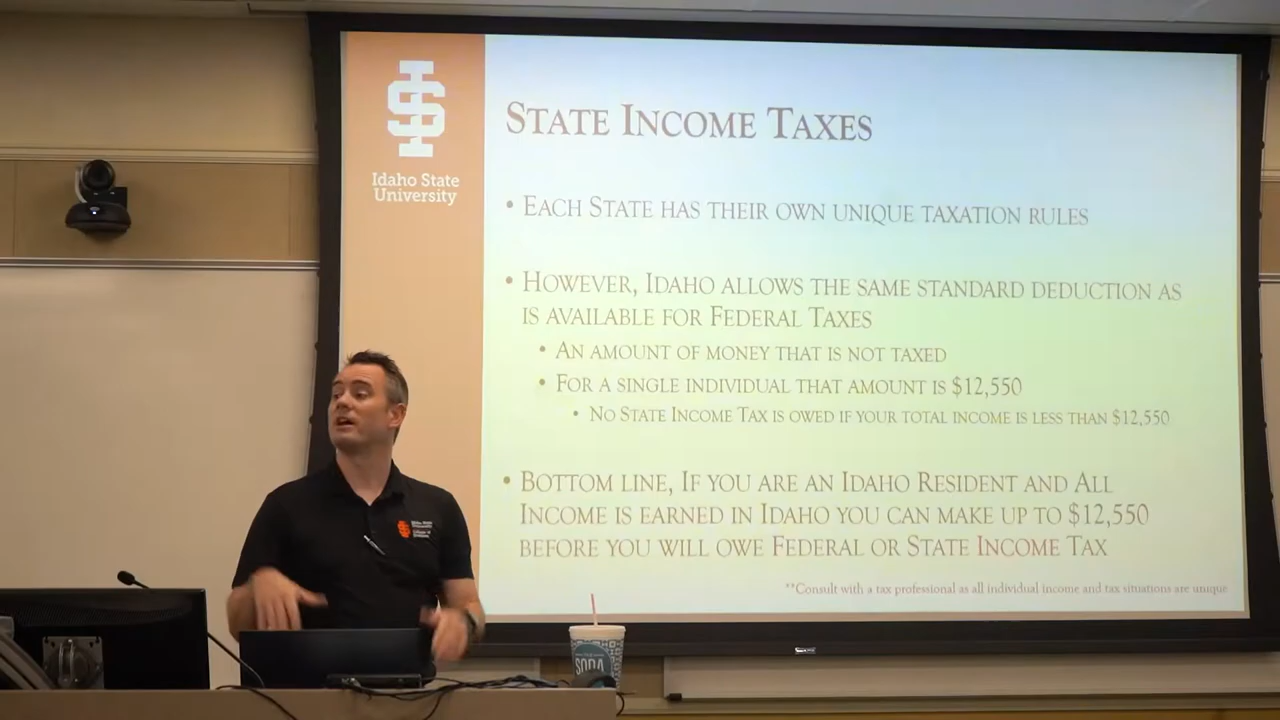 Idaho State
University
STATE INCOME TAXES
• EACH STATE HAS THEIR OWN UNIQUE TAXATION RULES
• HOWEVER, IDAHO ALLOWS THE SAME STANDARD DEDUCTION AS
IS AVAILABLE FOR FEDERAL TAXES
• AN AMOUNT OF MONEY THAT IS NOT TAXED
• FOR A SINGLE INDIVIDUAL THAT AMOUNT IS $12,550
• NO STATE INCOME TAX IS OWED IF YOUR TOTAL INCOME IS LESS THAN $12,550
• BOTTOM LINE, IF YOU ARE AN IDAHO RESIDENT AND ALL
INCOME IS EARNED IN IDAHO YOU CAN MAKE UP TO $12,550
BEFORE YOU WILL OWE FEDERAL OR STATE INCOME TAX
**Consult with a tax professional as all individual income and tax situations are unique
SODA